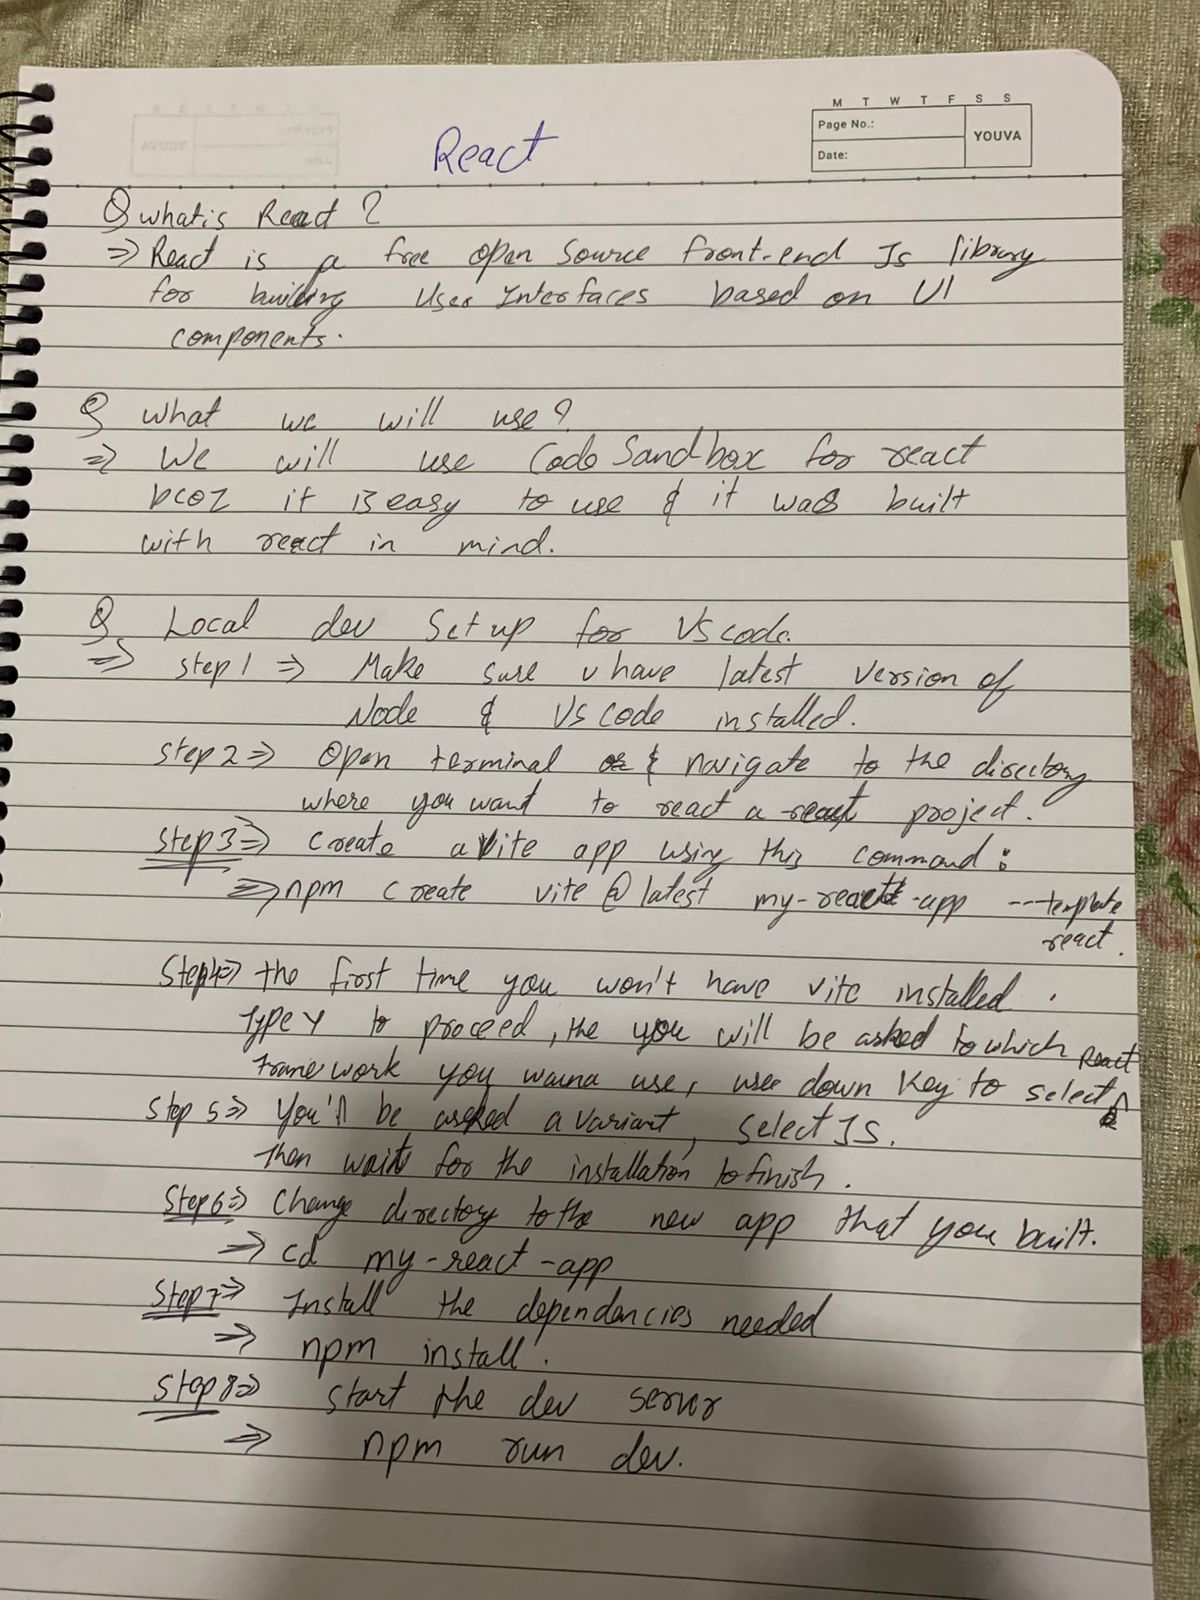 M T W T F S S
Page No.:
Date:
YOUVA
React
Q what is React ?
⇒ React is a free open source front-end Js library
for building User Interfaces based on UI
components.
Q what we will use?
⇒ We will use Code Sandbox for react
bcoz it is easy to use & it was built
with react in mind.
Q Local dev Setup for VS code.
⇒ step 1 ⇒ Make sure u have latest version of
Node & VS code installed.
step 2 ⇒ Open terminal & navigate to the directory
where you want to react a react project.
Step 3 ⇒ Create a Vite app using this command :
⇒ npm create vite @ latest my-react-app --template
react.
Step 4 ⇒ the first time you won't have vite installed.
Type Y to proceed, the you will be asked to which
framework you wanna use, use down key to select React
Step 5 ⇒ You'll be asked a variant, select JS.
Then wait for the installation to finish.
Step 6 ⇒ Change directory to the new app that you built.
⇒ cd my-react-app
Step 7 ⇒ Install the dependancies needed
⇒ npm install.
Step 8 ⇒ start the dev server
⇒ npm run dev.